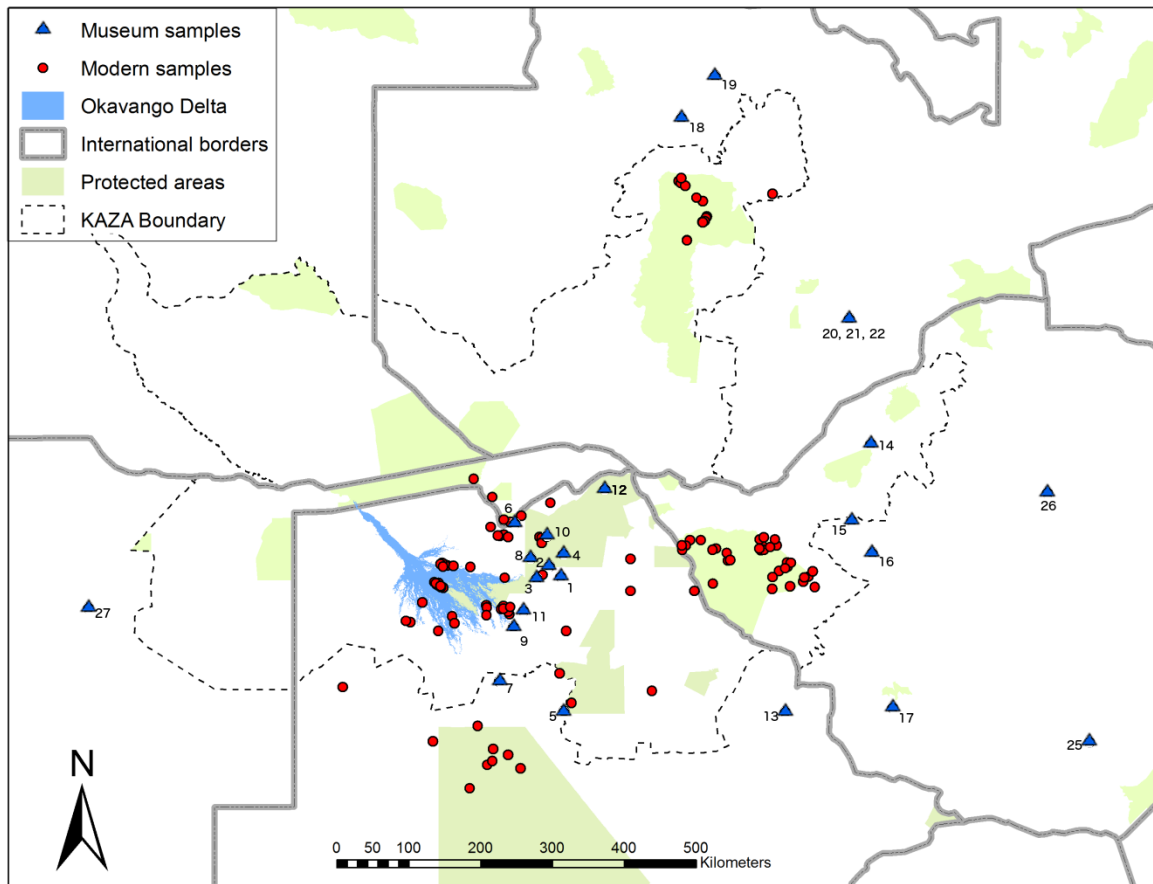 Museum samples
Modern samples
Okavango Delta
International borders
Protected areas
KAZA Boundary
19
18
20, 21, 22
14
12
26
6
15
10
4
8
2
16
3
1
27
11
9
7
5
13
17
25
N
0 50 100 200 300 400 500
Kilometers